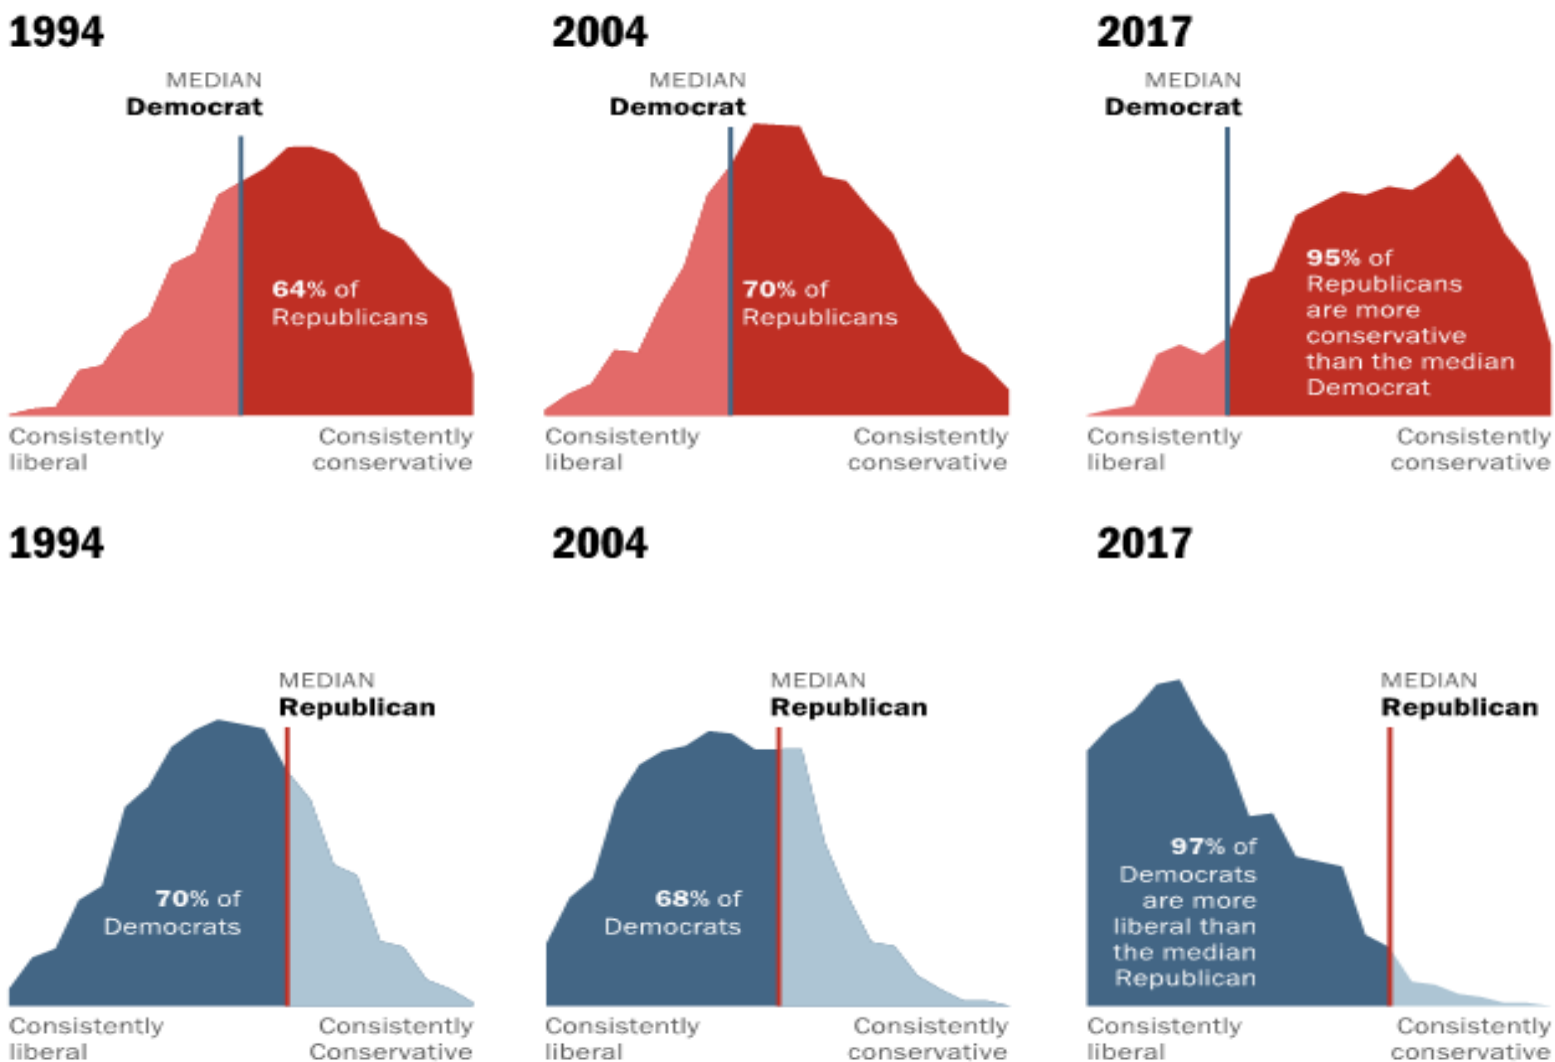 1994
MEDIAN
Democrat
64% of
Republicans
Consistently
liberal
Consistently
conservative
2004
MEDIAN
Democrat
70% of
Republicans
Consistently
liberal
Consistently
conservative
2017
MEDIAN
Democrat
95% of
Republicans
are more
conservative
than the median
Democrat
Consistently
liberal
Consistently
conservative
1994
MEDIAN
Republican
70% of
Democrats
Consistently
liberal
Consistently
Conservative
2004
MEDIAN
Republican
68% of
Democrats
Consistently
liberal
Consistently
conservative
2017
MEDIAN
Republican
97% of
Democrats
are more
liberal than
the median
Republican
Consistently
liberal
Consistently
conservative